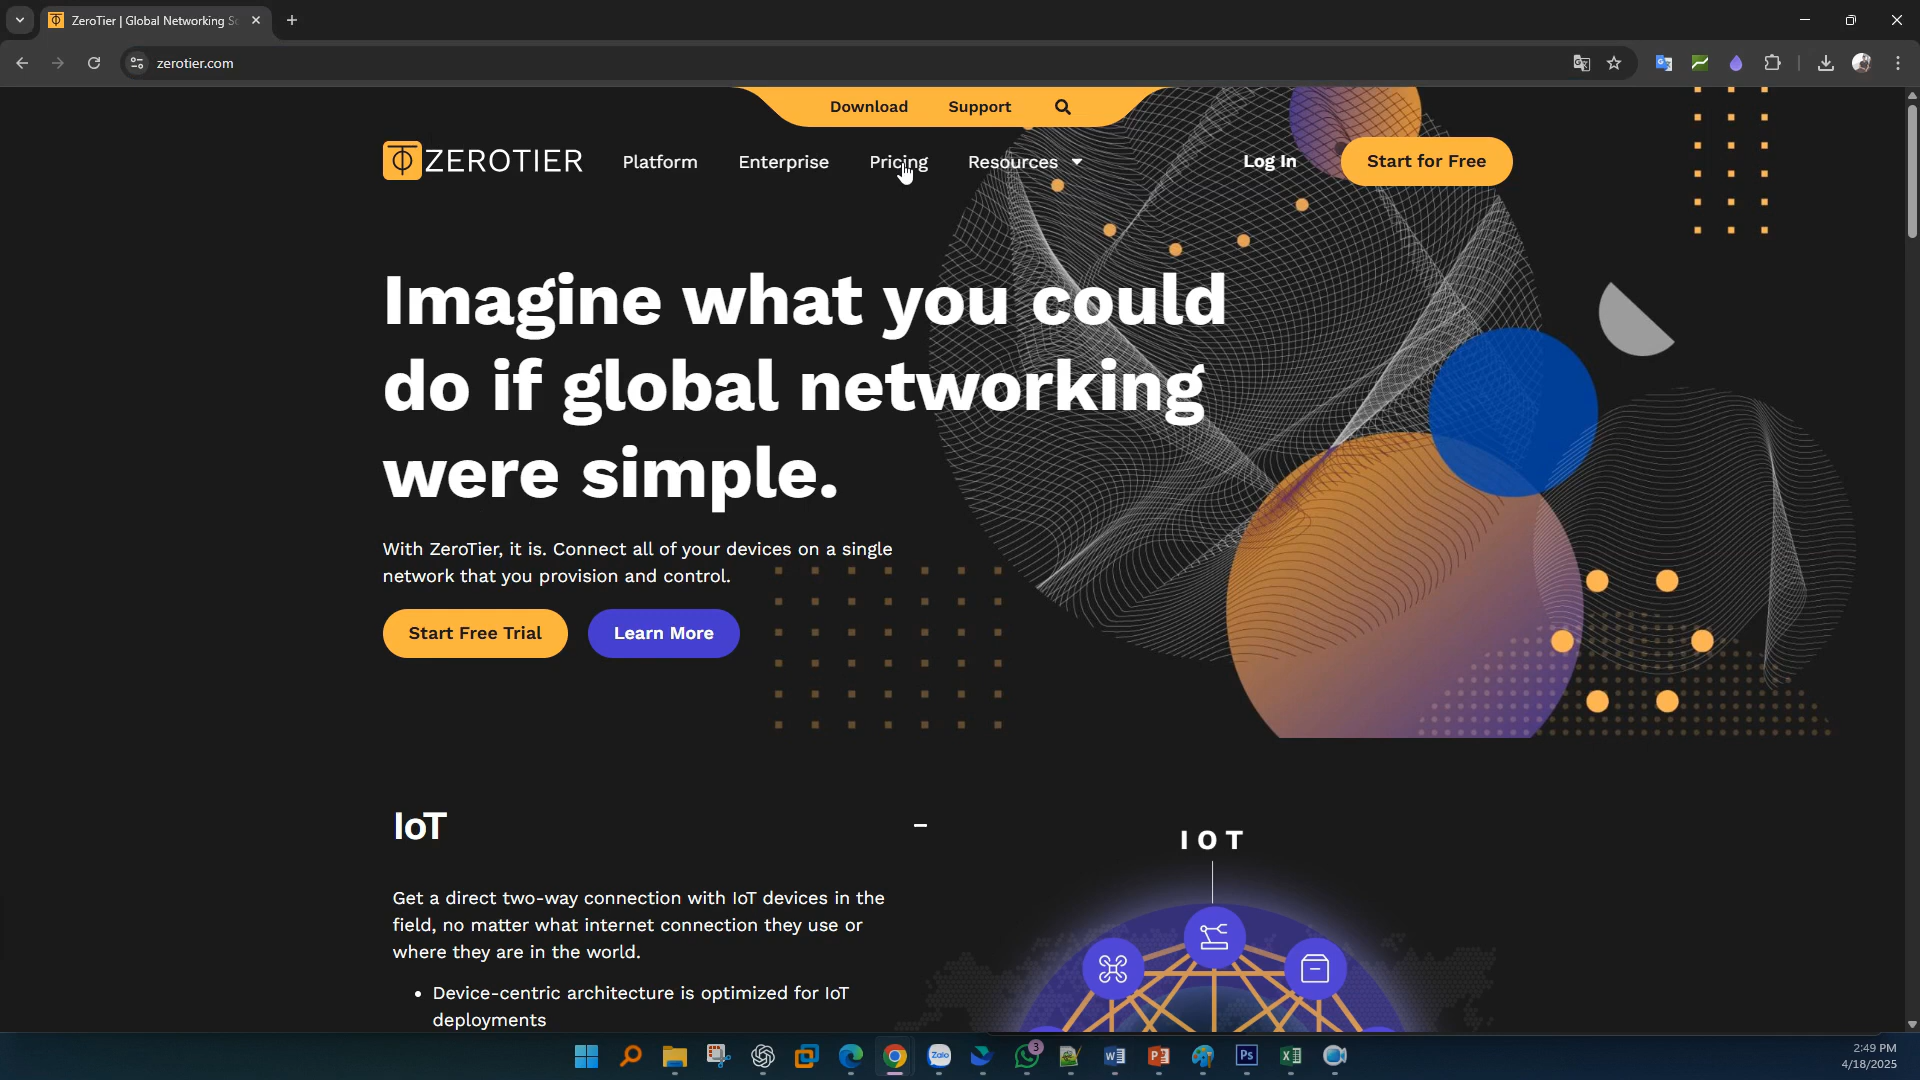 ZeroTier | Global Networking So
zerotier.com
Download Support
ZEROTIER Platform Enterprise Pricing Resources Log In Start for Free
Imagine what you could
do if global networking
were simple.
With ZeroTier, it is. Connect all of your devices on a single
network that you provision and control.
Start Free Trial Learn More
IoT
IOT
Get a direct two-way connection with IoT devices in the
field, no matter what internet connection they use or
where they are in the world.
• Device-centric architecture is optimized for IoT
deployments
Zalo
3
Ps
2:49 PM
4/18/2025